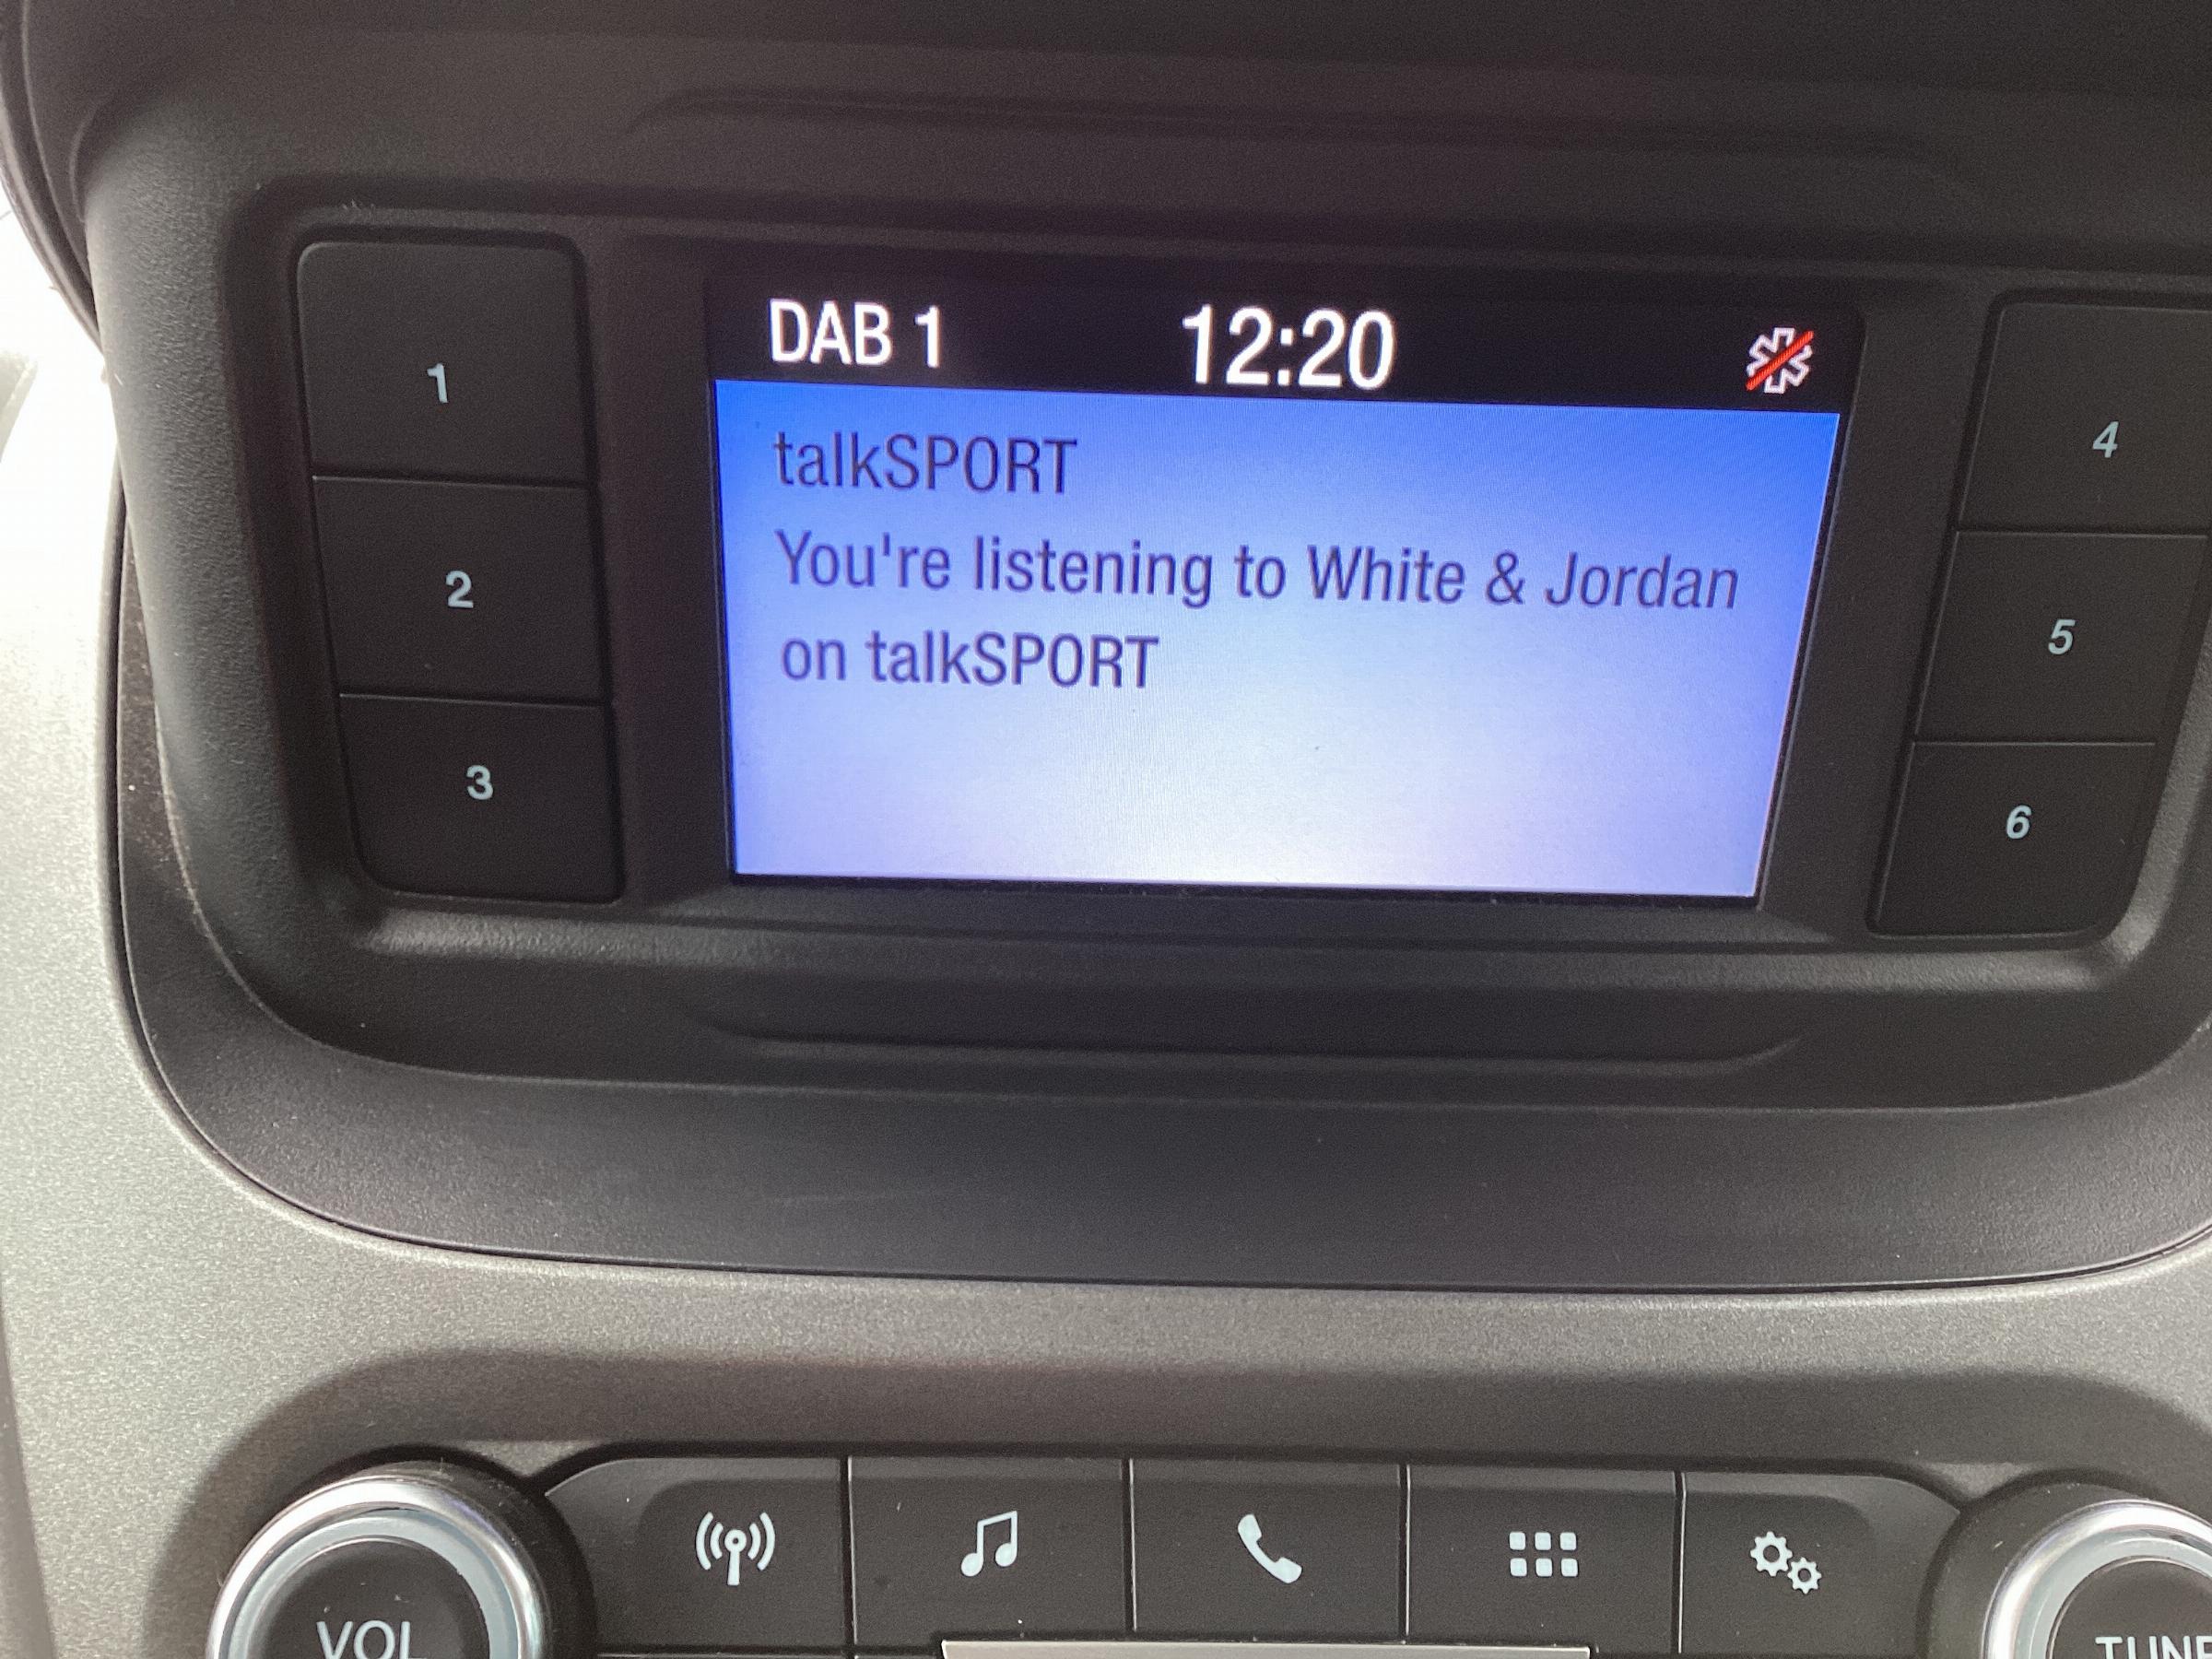 DAB 1 12:20
talkSPORT
You're listening to White & Jordan
on talkSPORT
1
2
3
4
5
6
VOL
TUNE